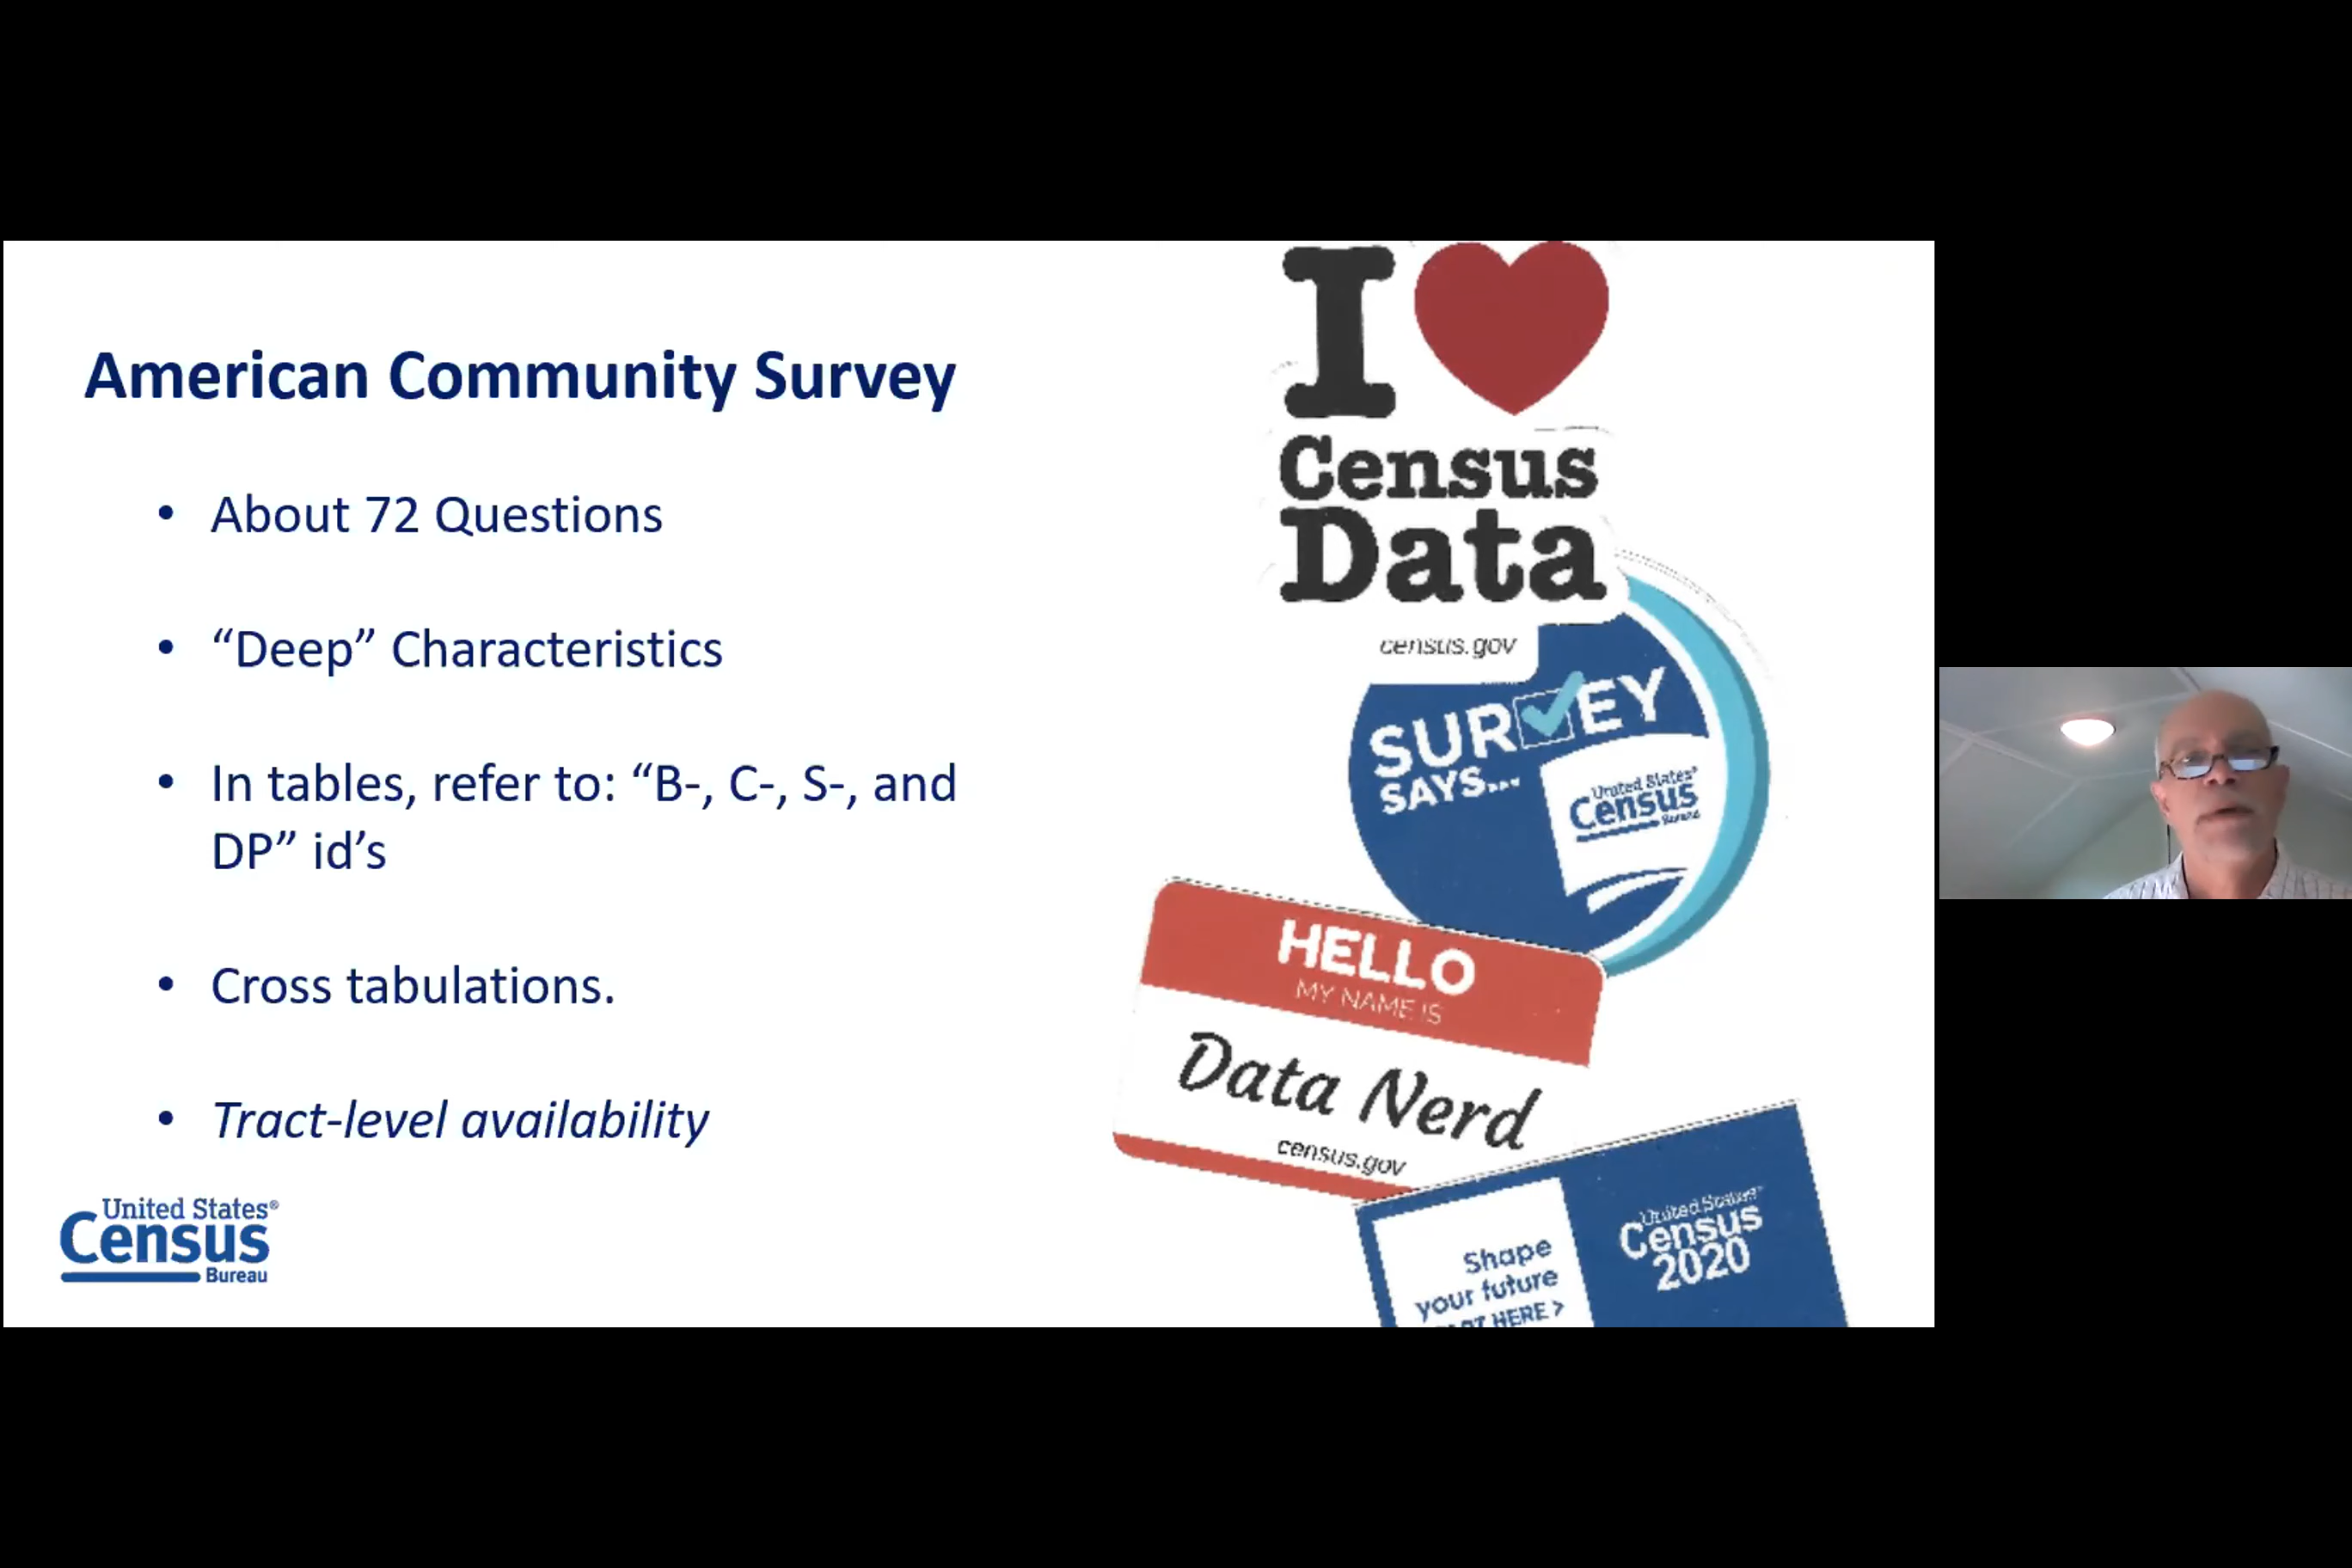 American Community Survey
• About 72 Questions
• “Deep” Characteristics
• In tables, refer to: “B-, C-, S-, and
DP” id’s
• Cross tabulations.
• Tract-level availability
United States®
Census
Bureau
I
Census
Data
census.gov
SURVEY
SAYS...
United States®
Census
Bureau
HELLO
MY NAME IS
Data Nerd
census.gov
Shape
your future
HERE >
United States
Census
2020